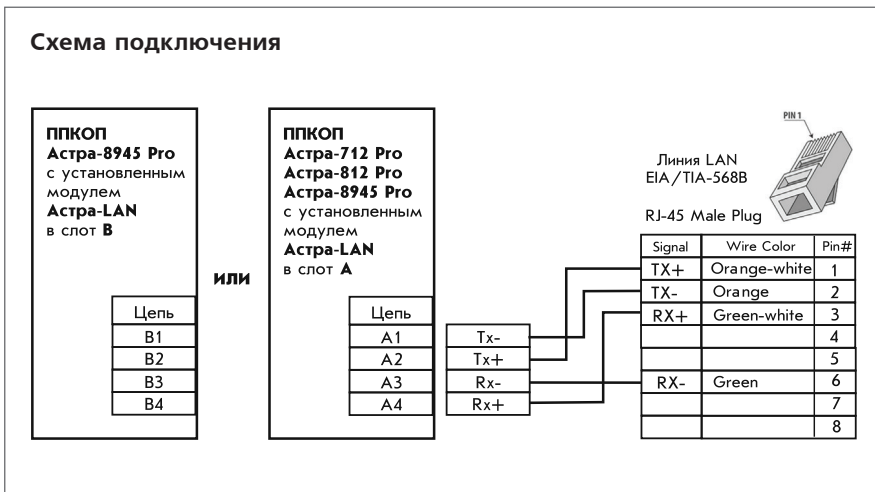 Схема подключения
ППКОП
Астра-8945 Pro
с установленным
модулем
Астра-LAN
в слот B
Цепь
B1
B2
B3
B4
или
ППКОП
Астра-712 Pro
Астра-812 Pro
Астра-8945 Pro
с установленным
модулем
Астра-LAN
в слот A
Цепь
A1 Tx-
A2 Tx+
A3 Rx-
A4 Rx+
PIN 1
Линия LAN
EIA/TIA-568B
RJ-45 Male Plug
Signal Wire Color Pin#
TX+ Orange-white 1
TX- Orange 2
RX+ Green-white 3
4
5
RX- Green 6
7
8